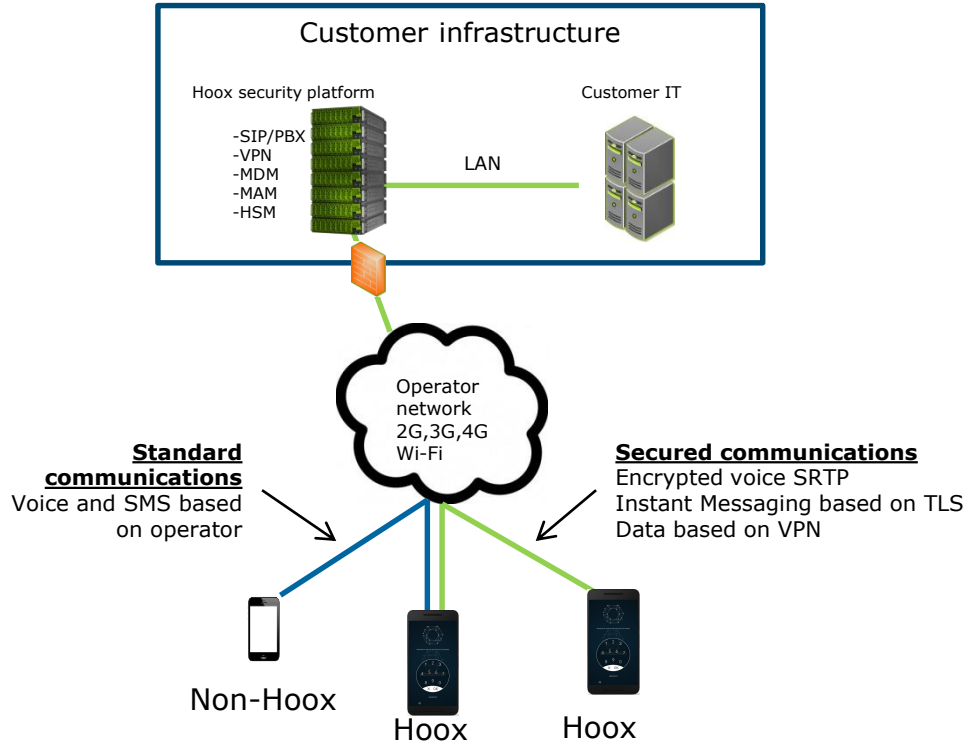 Customer infrastructure
Hoox security platform
-SIP/PBX
-VPN
-MDM
-MAM
-HSM
LAN
Customer IT
Operator
network
2G,3G,4G
Wi-Fi
Standard
communications
Voice and SMS based
on operator
Secured communications
Encrypted voice SRTP
Instant Messaging based on TLS
Data based on VPN
Non-Hoox
Hoox
Hoox